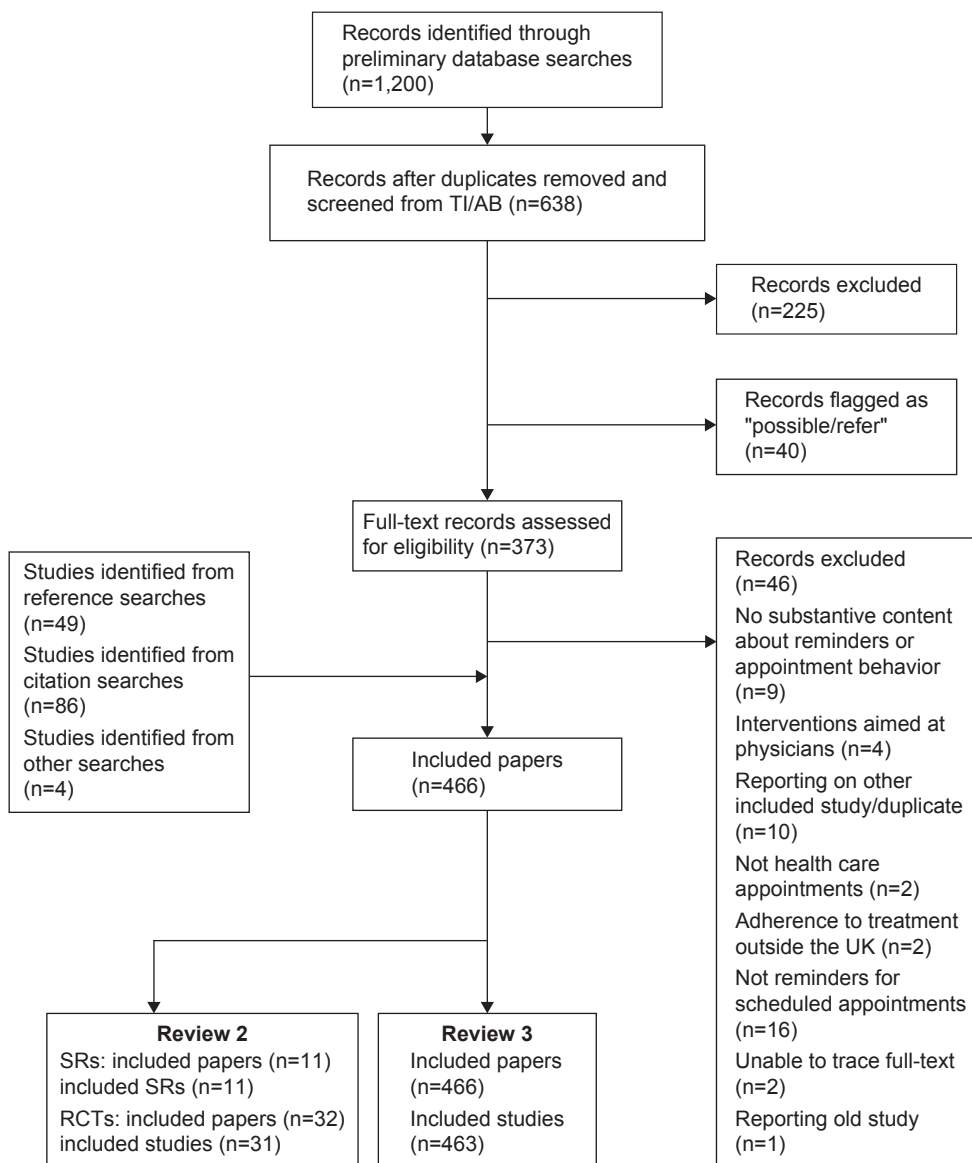 Records identified through
preliminary database searches
(n=1,200)
Records after duplicates removed and
screened from TI/AB (n=638)
Records excluded
(n=225)
Records flagged as
"possible/refer"
(n=40)
Full-text records assessed
for eligibility (n=373)
Studies identified from
reference searches
(n=49)
Studies identified from
citation searches
(n=86)
Studies identified from
other searches
(n=4)
Records excluded
(n=46)
No substantive content
about reminders or
appointment behavior
(n=9)
Interventions aimed at
physicians (n=4)
Reporting on other
included study/duplicate
(n=10)
Not health care
appointments (n=2)
Adherence to treatment
outside the UK (n=2)
Not reminders for
scheduled appointments
(n=16)
Unable to trace full-text
(n=2)
Reporting old study
(n=1)
Included papers
(n=466)
Review 2
SRs: included papers (n=11)
included SRs (n=11)
RCTs: included papers (n=32)
included studies (n=31)
Review 3
Included papers
(n=466)
Included studies
(n=463)